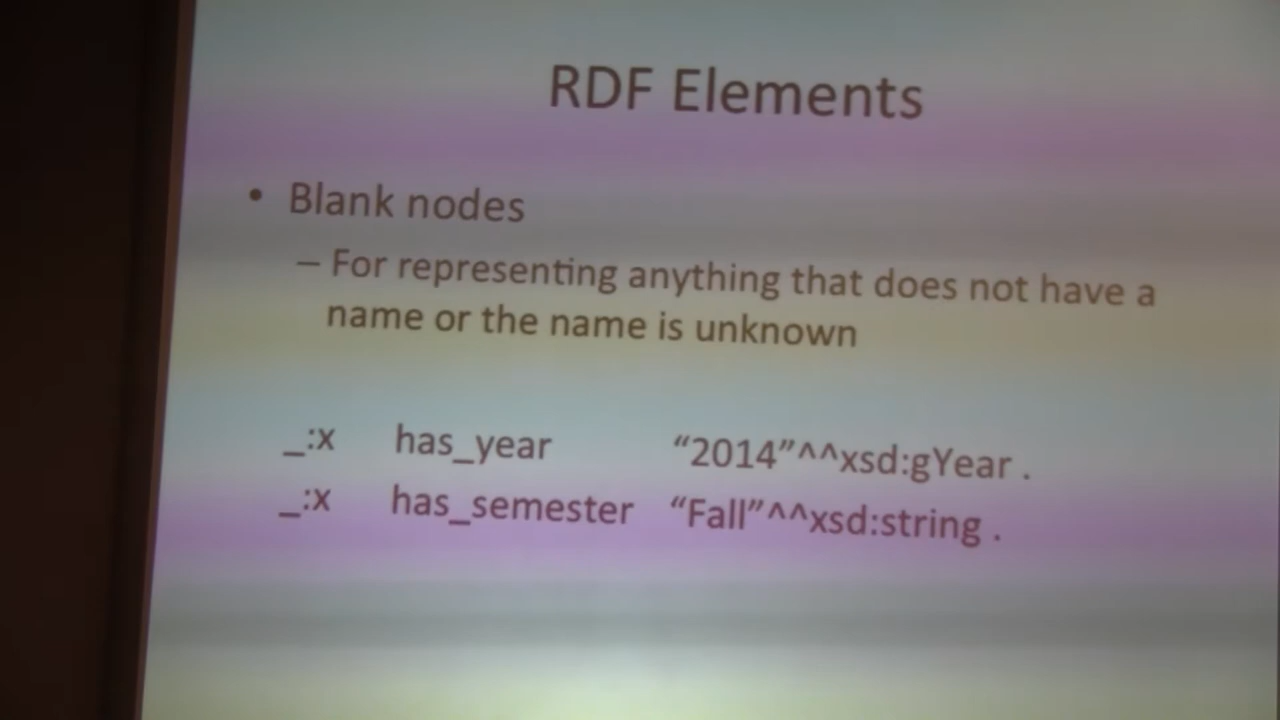 RDF Elements
• Blank nodes
– For representing anything that does not have a
name or the name is unknown
_:x has_year “2014”^^xsd:gYear .
_:x has_semester “Fall”^^xsd:string .